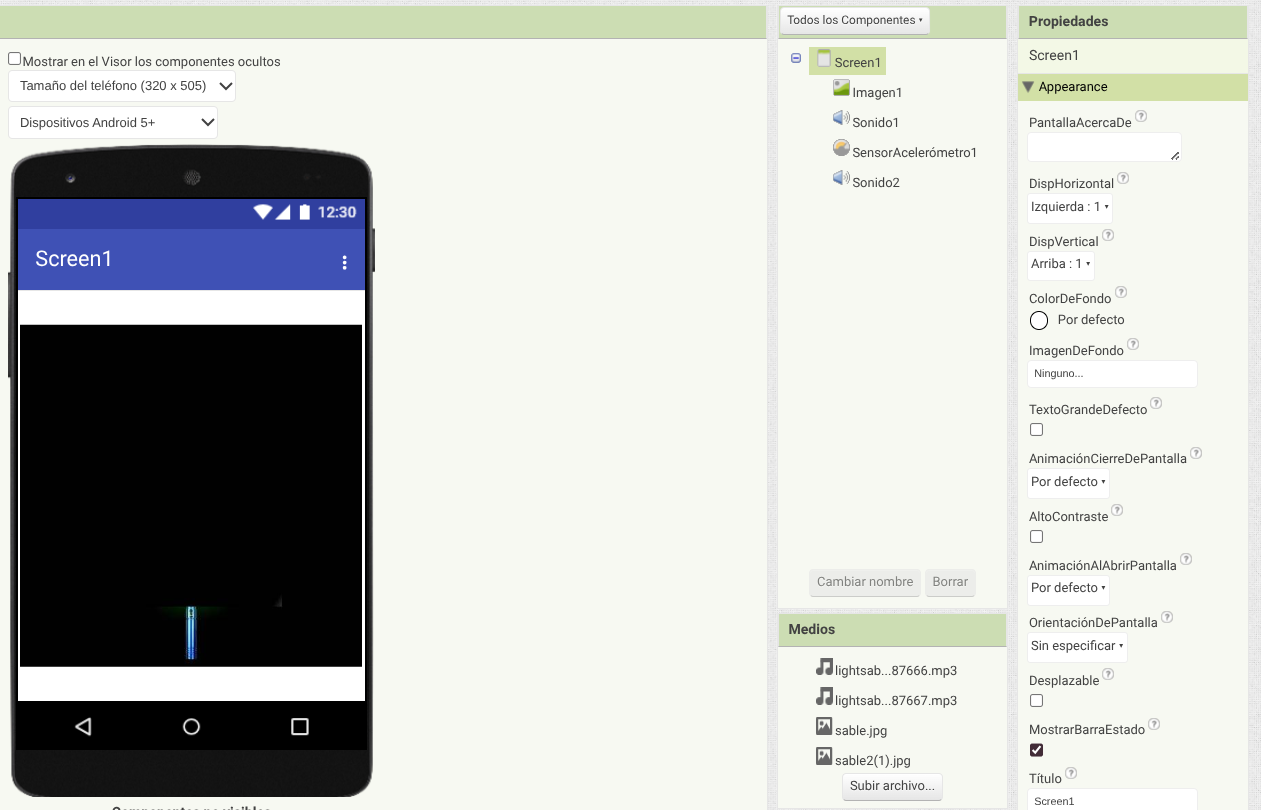 Mostrar en el Visor los componentes ocultos
Tamaño del teléfono (320 x 505)
Dispositivos Android 5+
12:30
Screen1
Todos los Componentes
Screen1
Imagen1
Sonido1
SensorAcelerómetro1
Sonido2
Cambiar nombre
Borrar
Medios
lightsab...87666.mp3
lightsab...87667.mp3
sable.jpg
sable2(1).jpg
Subir archivo...
Propiedades
Screen1
Appearance
PantallaAcercaDe ?
DispHorizontal ?
Izquierda : 1
DispVertical ?
Arriba : 1
ColorDeFondo ?
Por defecto
ImagenDeFondo ?
Ninguno...
TextoGrandeDefecto ?
AnimaciónCierreDePantalla ?
Por defecto
AltoContraste ?
AnimaciónAlAbrirPantalla ?
Por defecto
OrientaciónDePantalla ?
Sin especificar
Desplazable ?
MostrarBarraEstado ?
Título ?
Screen1